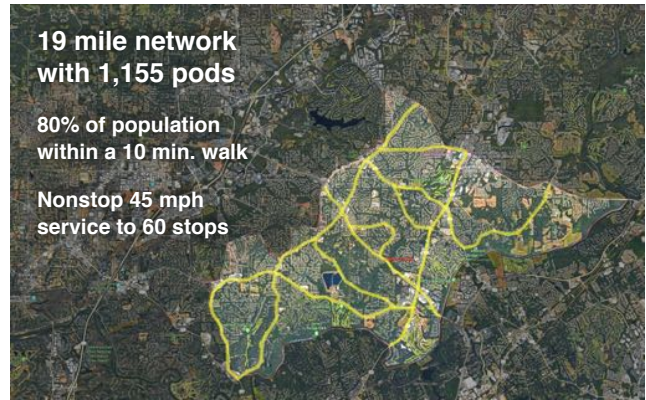 19 mile network
with 1,155 pods
80% of population
within a 10 min. walk
Nonstop 45 mph
service to 60 stops